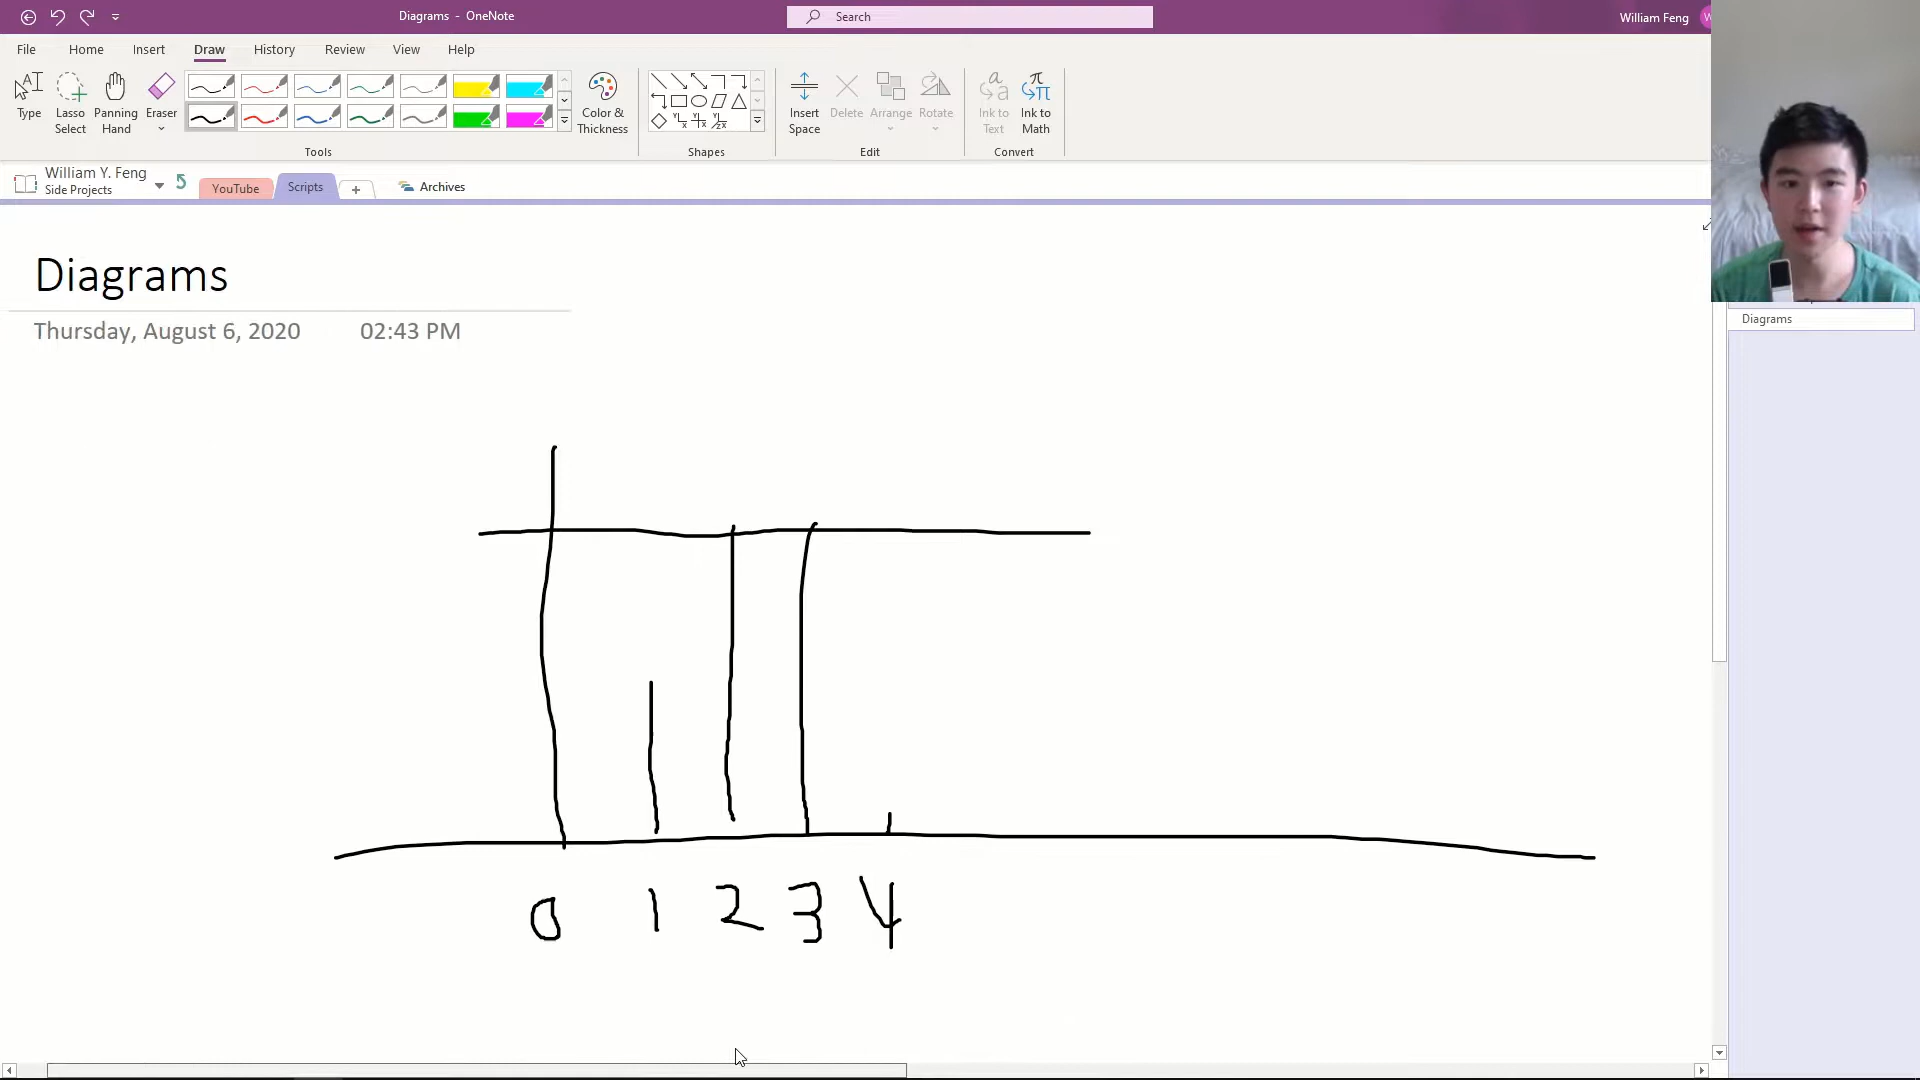 Diagrams - OneNote
Search
William Feng
File Home Insert Draw History Review View Help
Type
Lasso Select
Panning Hand
Eraser
Color & Thickness
Insert Space
Delete
Arrange
Rotate
Ink to Text
Ink to Math
Tools
Shapes
Edit
Convert
William Y. Feng
Side Projects
YouTube
Scripts
Archives
Diagrams
Diagrams
Thursday, August 6, 2020 02:43 PM
0 1 2 3 4